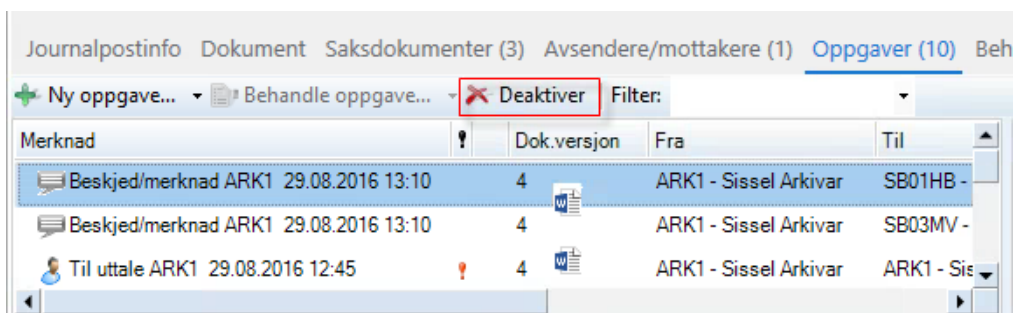 Journalpostinfo Dokument Saksdokumenter (3) Avsendere/mottakere (1) Oppgaver (10) Beh
Ny oppgave... Behandle oppgave... Deaktiver Filter:
Merknad Dok.versjon Fra Til
Beskjed/merknad ARK1 29.08.2016 13:10 4 ARK1 - Sissel Arkivar SB01HB -
Beskjed/merknad ARK1 29.08.2016 13:10 4 ARK1 - Sissel Arkivar SB03MV -
Til uttale ARK1 29.08.2016 12:45 4 ARK1 - Sissel Arkivar ARK1 - Sis